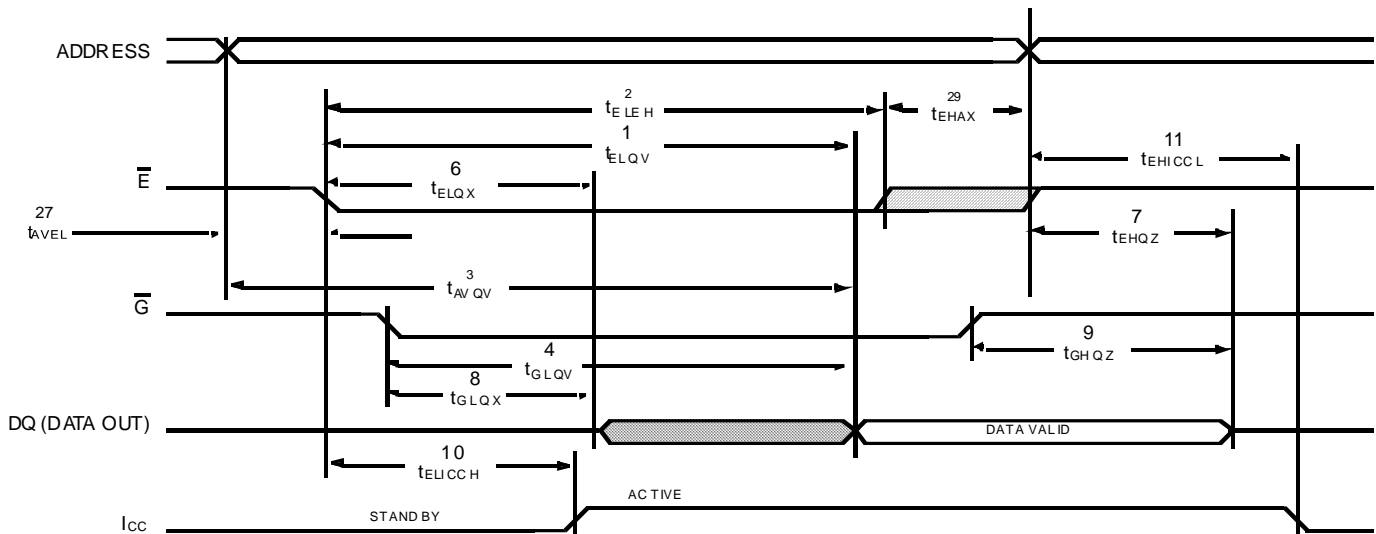 ADDRESS
2
tELEH
29
tEHAX
1
tELQV
11
tEHICCL
E
6
tELQX
27
tAVEL
7
tEHQZ
3
tAVQV
G
9
tGHQZ
4
tGLQV
8
tGLQX
DQ (DATA OUT)
DATA VALID
10
tELICCH
ACTIVE
ICC
STANDBY